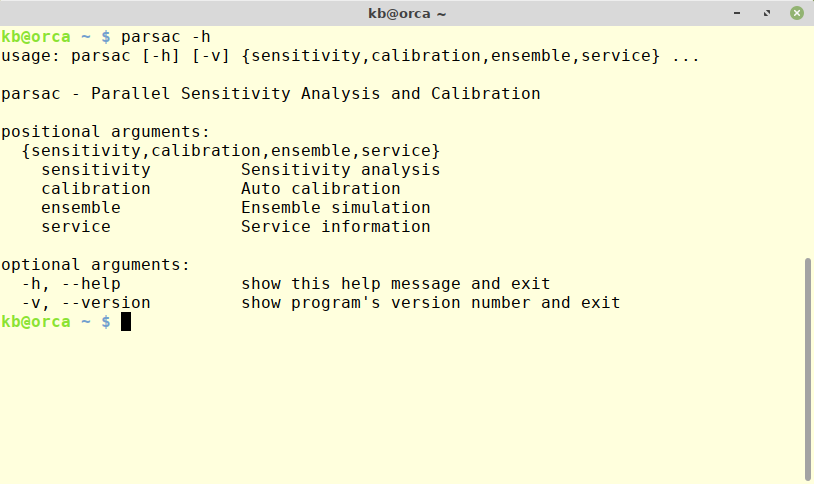 kb@orca ~
kb@orca ~ $ parsac -h
usage: parsac [-h] [-v] {sensitivity,calibration,ensemble,service} ...
parsac - Parallel Sensitivity Analysis and Calibration
positional arguments:
  {sensitivity,calibration,ensemble,service}
    sensitivity         Sensitivity analysis
    calibration         Auto calibration
    ensemble            Ensemble simulation
    service             Service information
optional arguments:
  -h, --help            show this help message and exit
  -v, --version         show program's version number and exit
kb@orca ~ $